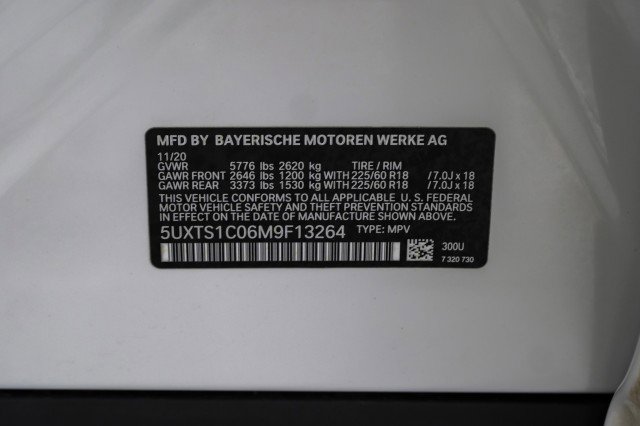 MFD BY BAYERISCHE MOTOREN WERKE AG
11/20
GVWR 5776 lbs 2620 kg TIRE / RIM
GAWR FRONT 2646 lbs 1200 kg WITH 225/60 R18 / 7.0J x 18
GAWR REAR 3373 lbs 1530 kg WITH 225/60 R18 / 7.0J x 18
THIS VEHICLE CONFORMS TO ALL APPLICABLE U. S. FEDERAL
MOTOR VEHICLE SAFETY AND THEFT PREVENTION STANDARDS
IN EFFECT ON THE DATE OF MANUFACTURE SHOWN ABOVE.
5UXTS1C06M9F13264 TYPE: MPV
300U
7 320 730